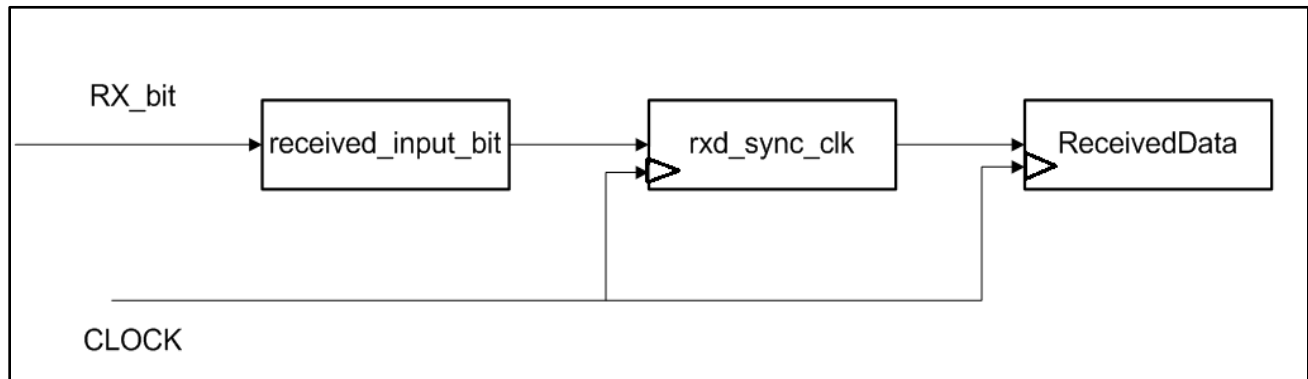 RX_bit
received_input_bit
rxd_sync_clk
ReceivedData
CLOCK